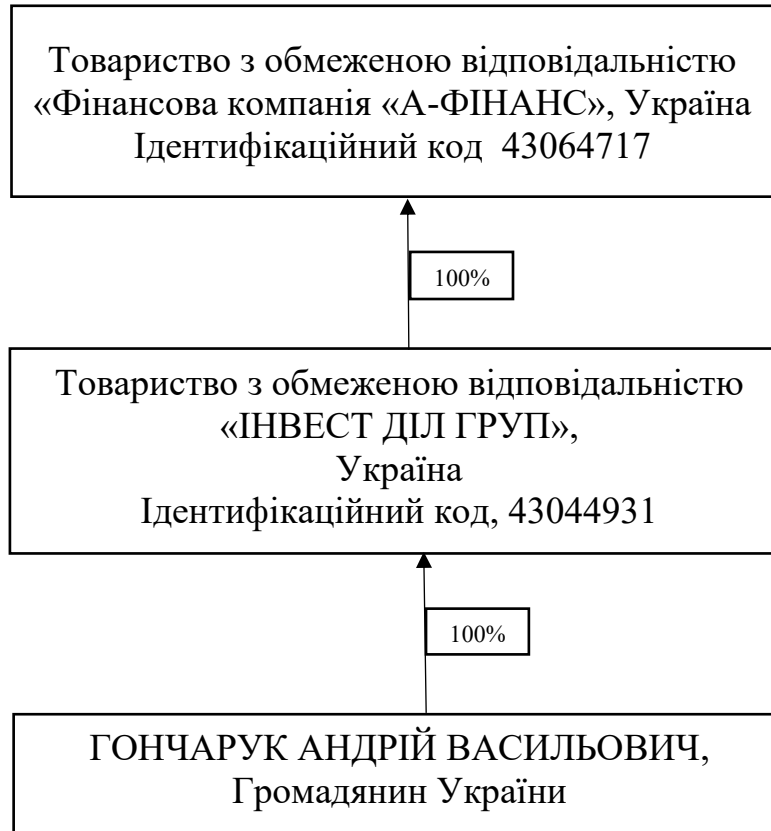 Товариство з обмеженою відповідальністю
«Фінансова компанія «А-ФІНАНС», Україна
Ідентифікаційний код 43064717
100%
Товариство з обмеженою відповідальністю
«ІНВЕСТ ДІЛ ГРУП»,
Україна
Ідентифікаційний код, 43044931
100%
ГОНЧАРУК АНДРІЙ ВАСИЛЬОВИЧ,
Громадянин України